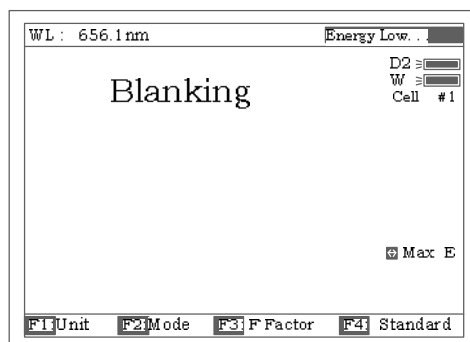 WL : 656.1nm Energy Low. . .
D2
W
Blanking
Cell #1
Max E
F1 Unit F2 Mode F3 F Factor F4 Standard